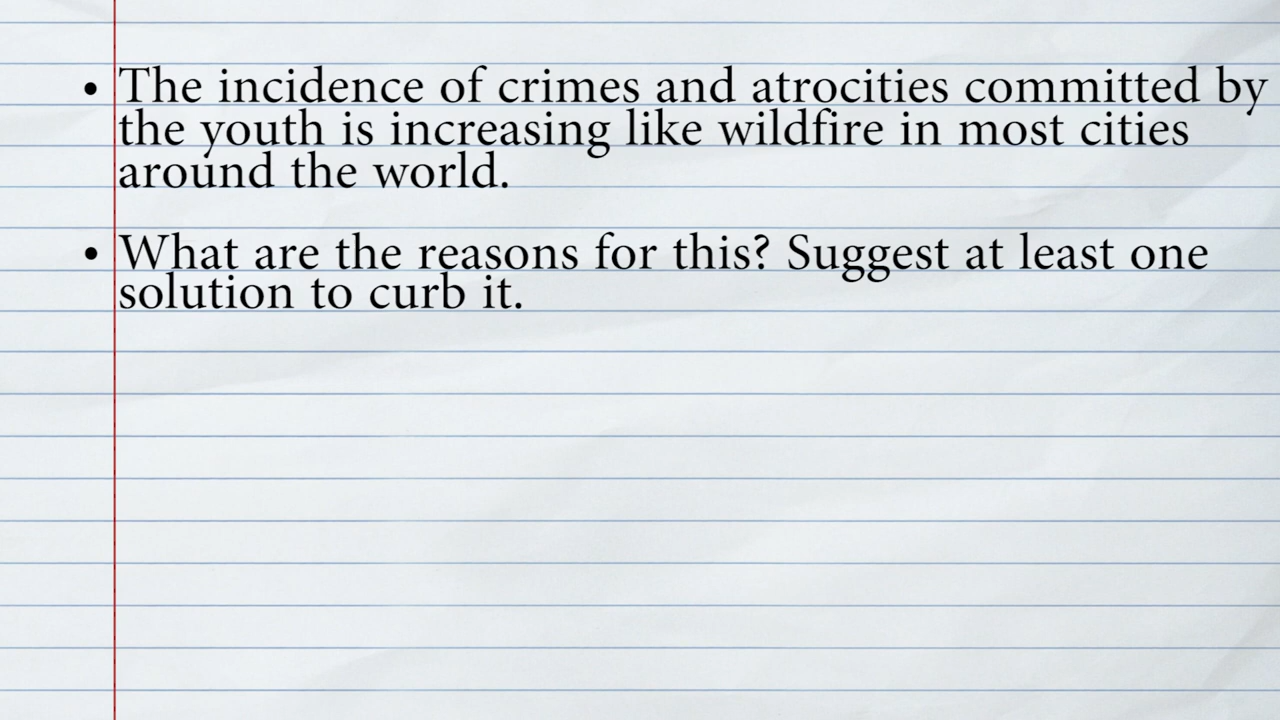 • The incidence of crimes and atrocities committed by
the youth is increasing like wildfire in most cities
around the world.
• What are the reasons for this? Suggest at least one
solution to curb it.